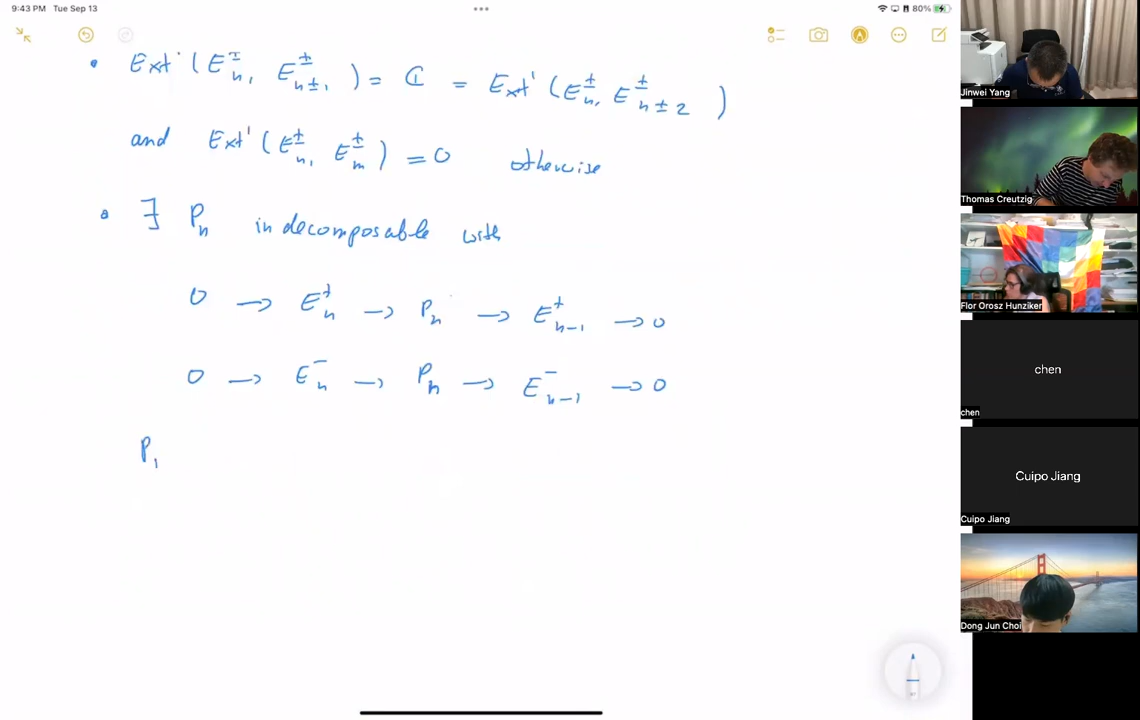 9:43 PM Tue Sep 13
80%
• Ext¹(E^±_n, E^±_{n±1}) = ℂ = Ext¹(E^±_n, E^±_{n±2})
and Ext¹(E^±_n, E^±_m) = 0 otherwise
• ∃ P_n indecomposable with
0 → E^+_n → P_n → E^+_{n-1} → 0
0 → E^-_n → P_n → E^-_{n-1} → 0
P_1
Jinwei Yang
Thomas Creutzig
Flor Orosz Hunziker
chen
chen
Cuipo Jiang
Cuipo Jiang
Dong Jun Choi